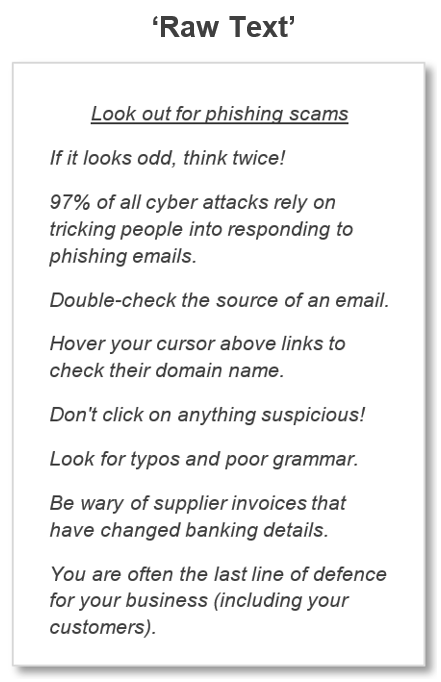 ‘Raw Text’
Look out for phishing scams
If it looks odd, think twice!
97% of all cyber attacks rely on
tricking people into responding to
phishing emails.
Double-check the source of an email.
Hover your cursor above links to
check their domain name.
Don't click on anything suspicious!
Look for typos and poor grammar.
Be wary of supplier invoices that
have changed banking details.
You are often the last line of defence
for your business (including your
customers).